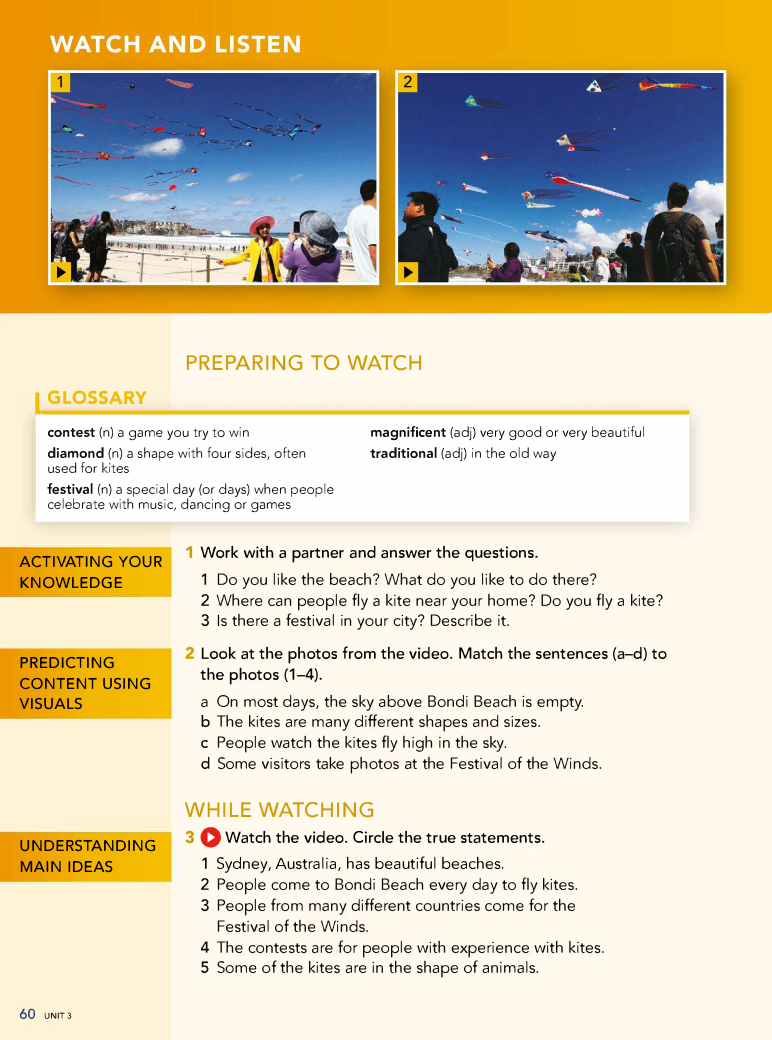 WATCH AND LISTEN
1
2
PREPARING TO WATCH
GLOSSARY
contest (n) a game you try to win
diamond (n) a shape with four sides, often
used for kites
festival (n) a special day (or days) when people
celebrate with music, dancing or games
magnificent (adj) very good or very beautiful
traditional (adj) in the old way
ACTIVATING YOUR
KNOWLEDGE
1 Work with a partner and answer the questions.
1 Do you like the beach? What do you like to do there?
2 Where can people fly a kite near your home? Do you fly a kite?
3 Is there a festival in your city? Describe it.
PREDICTING
CONTENT USING
VISUALS
2 Look at the photos from the video. Match the sentences (a–d) to
the photos (1–4).
a On most days, the sky above Bondi Beach is empty.
b The kites are many different shapes and sizes.
c People watch the kites fly high in the sky.
d Some visitors take photos at the Festival of the Winds.
WHILE WATCHING
UNDERSTANDING
MAIN IDEAS
3 Watch the video. Circle the true statements.
1 Sydney, Australia, has beautiful beaches.
2 People come to Bondi Beach every day to fly kites.
3 People from many different countries come for the
Festival of the Winds.
4 The contests are for people with experience with kites.
5 Some of the kites are in the shape of animals.
60 UNIT 3